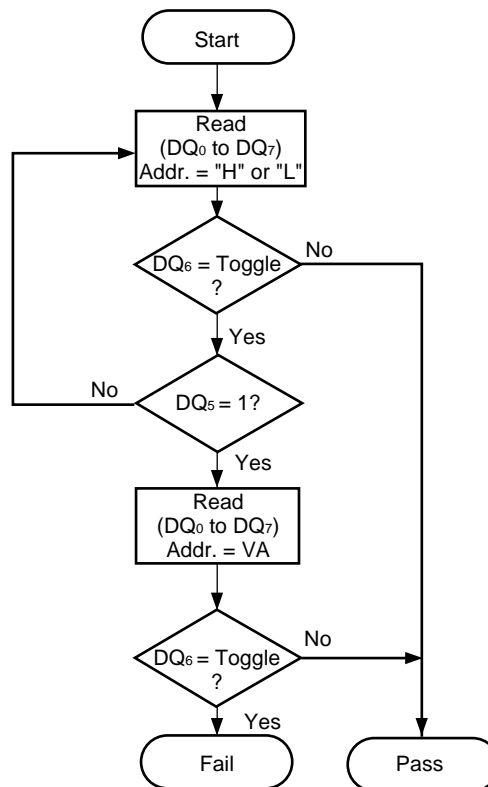 Start
Read
(DQ0 to DQ7)
Addr. = "H" or "L"
DQ6 = Toggle
?
No
Yes
No
DQ5 = 1?
Yes
Read
(DQ0 to DQ7)
Addr. = VA
No
DQ6 = Toggle
?
Yes
Fail
Pass